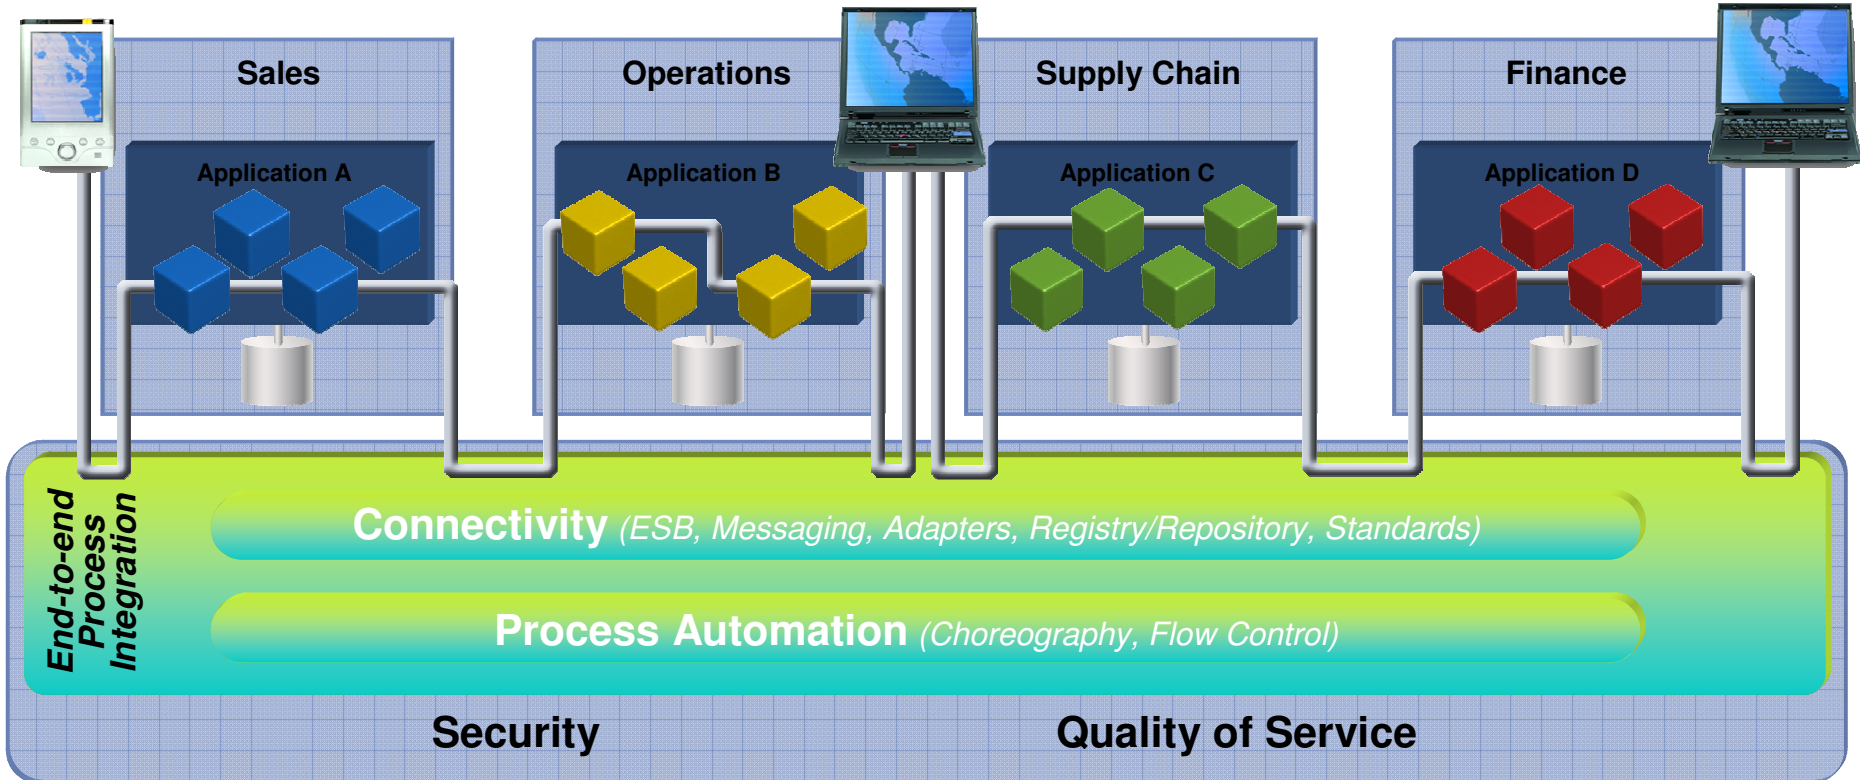 Sales
Operations
Supply Chain
Finance
Application A
Application B
Application C
Application D
End-to-end
Process
Integration
Connectivity (ESB, Messaging, Adapters, Registry/Repository, Standards)
Process Automation (Choreography, Flow Control)
Security
Quality of Service